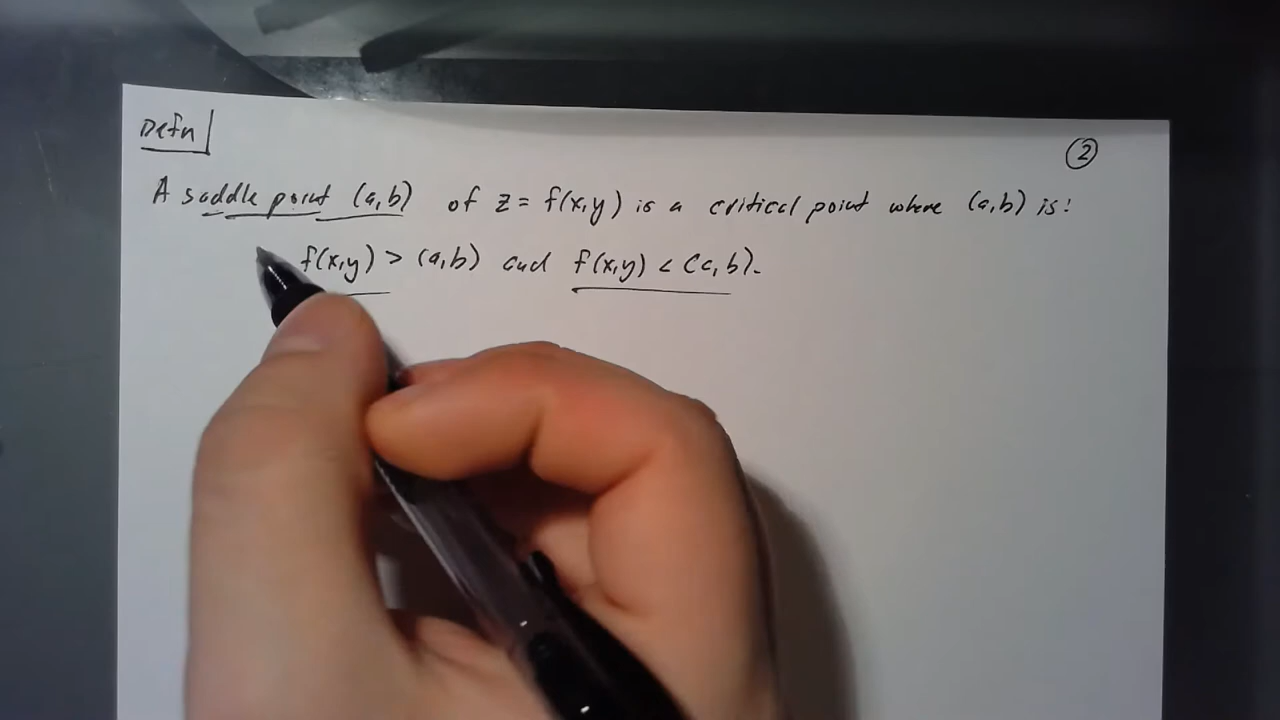 Defn
②
A saddle point (a,b) of z = f(x,y) is a critical point where (a,b) is:
f(x,y) > (a,b) and f(x,y) < (a,b).